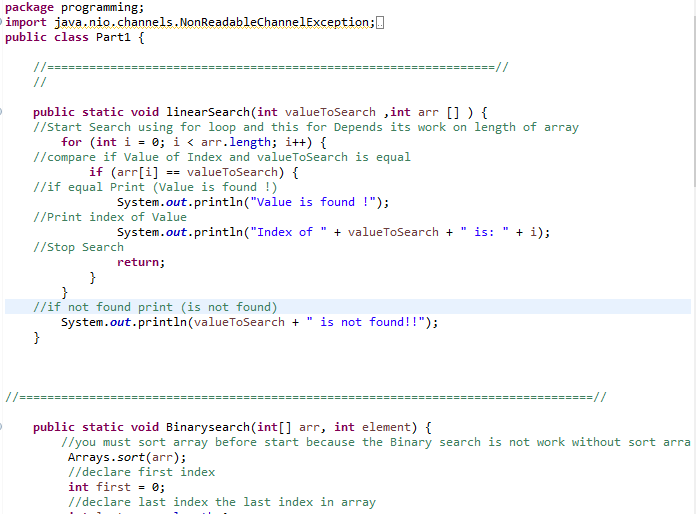 package programming;
import java.nio.channels.NonReadableChannelException;
public class Part1 {
//================================================================//
//
public static void linearSearch(int valueToSearch ,int arr [] ) {
//Start Search using for loop and this for Depends its work on length of array
for (int i = 0; i < arr.length; i++) {
//compare if Value of Index and valueToSearch is equal
if (arr[i] == valueToSearch) {
//if equal Print (Value is found !)
System.out.println("Value is found !");
//Print index of Value
System.out.println("Index of " + valueToSearch + " is: " + i);
//Stop Search
return;
}
}
//if not found print (is not found)
System.out.println(valueToSearch + " is not found!!");
}
//==================================================================================//
public static void Binarysearch(int[] arr, int element) {
//you must sort array before start because the Binary search is not work without sort arra
Arrays.sort(arr);
//declare first index
int first = 0;
//declare last index the last index in array